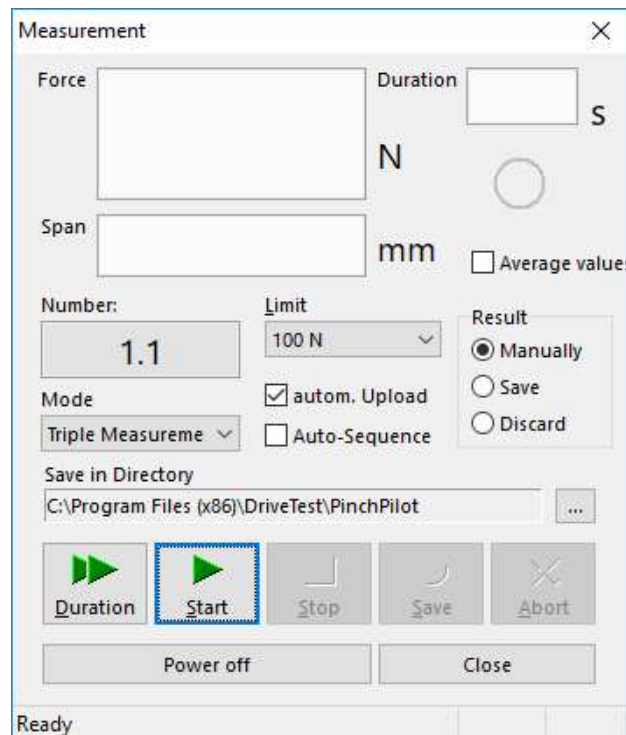 Measurement
Force
Duration
s
N
Span
mm
Average values
Number:
1.1
Limit
100 N
Result
Manually
Save
Discard
Mode
Triple Measureme
autom. Upload
Auto-Sequence
Save in Directory
C:\Program Files (x86)\DriveTest\PinchPilot
...
Duration
Start
Stop
Save
Abort
Power off
Close
Ready